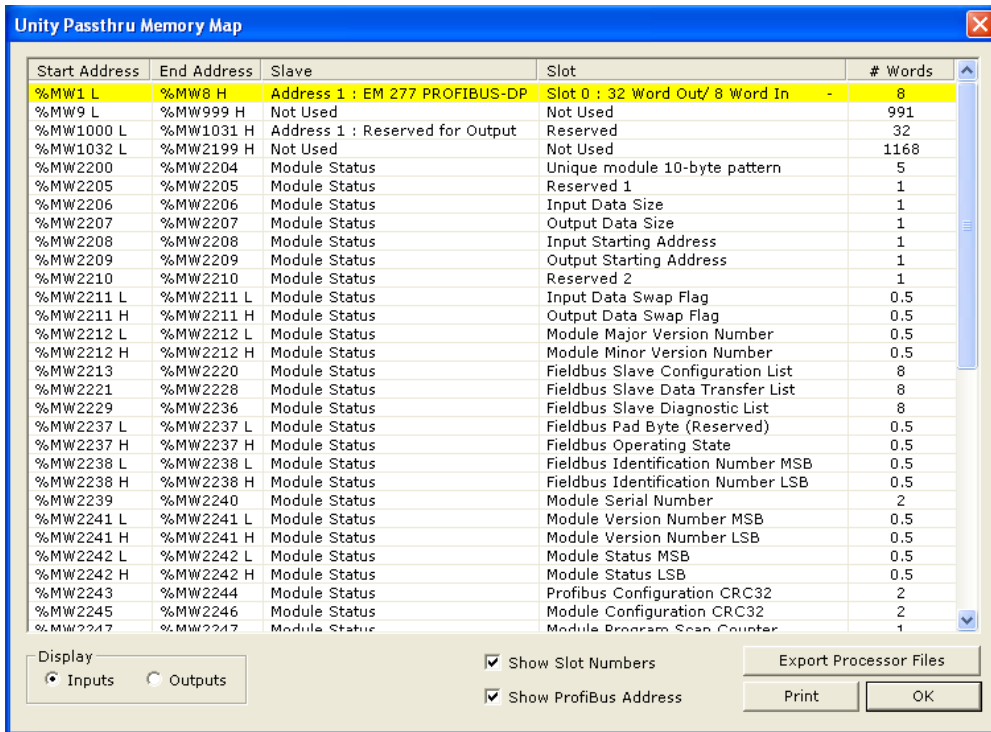 Unity Passthru Memory Map
Start Address End Address Slave Slot # Words
%MW1 L %MW8 H Address 1 : EM 277 PROFIBUS-DP Slot 0 : 32 Word Out/ 8 Word In - 8
%MW9 L %MW999 H Not Used Not Used 991
%MW1000 L %MW1031 H Address 1 : Reserved for Output Reserved 32
%MW1032 L %MW2199 H Not Used Not Used 1168
%MW2200 %MW2204 Module Status Unique module 10-byte pattern 5
%MW2205 %MW2205 Module Status Reserved 1 1
%MW2206 %MW2206 Module Status Input Data Size 1
%MW2207 %MW2207 Module Status Output Data Size 1
%MW2208 %MW2208 Module Status Input Starting Address 1
%MW2209 %MW2209 Module Status Output Starting Address 1
%MW2210 %MW2210 Module Status Reserved 2 1
%MW2211 L %MW2211 L Module Status Input Data Swap Flag 0.5
%MW2211 H %MW2211 H Module Status Output Data Swap Flag 0.5
%MW2212 L %MW2212 L Module Status Module Major Version Number 0.5
%MW2212 H %MW2212 H Module Status Module Minor Version Number 0.5
%MW2213 %MW2220 Module Status Fieldbus Slave Configuration List 8
%MW2221 %MW2228 Module Status Fieldbus Slave Data Transfer List 8
%MW2229 %MW2236 Module Status Fieldbus Slave Diagnostic List 8
%MW2237 L %MW2237 L Module Status Fieldbus Pad Byte (Reserved) 0.5
%MW2237 H %MW2237 H Module Status Fieldbus Operating State 0.5
%MW2238 L %MW2238 L Module Status Fieldbus Identification Number MSB 0.5
%MW2238 H %MW2238 H Module Status Fieldbus Identification Number LSB 0.5
%MW2239 %MW2240 Module Status Module Serial Number 2
%MW2241 L %MW2241 L Module Status Module Version Number MSB 0.5
%MW2241 H %MW2241 H Module Status Module Version Number LSB 0.5
%MW2242 L %MW2242 L Module Status Module Status MSB 0.5
%MW2242 H %MW2242 H Module Status Module Status LSB 0.5
%MW2243 %MW2244 Module Status Profibus Configuration CRC32 2
%MW2245 %MW2246 Module Status Module Configuration CRC32 2
%MW2247 %MW2247 Module Status Module Program Scan Counter 1
Display
Inputs Outputs
Show Slot Numbers
Show ProfiBus Address
Export Processor Files
Print OK